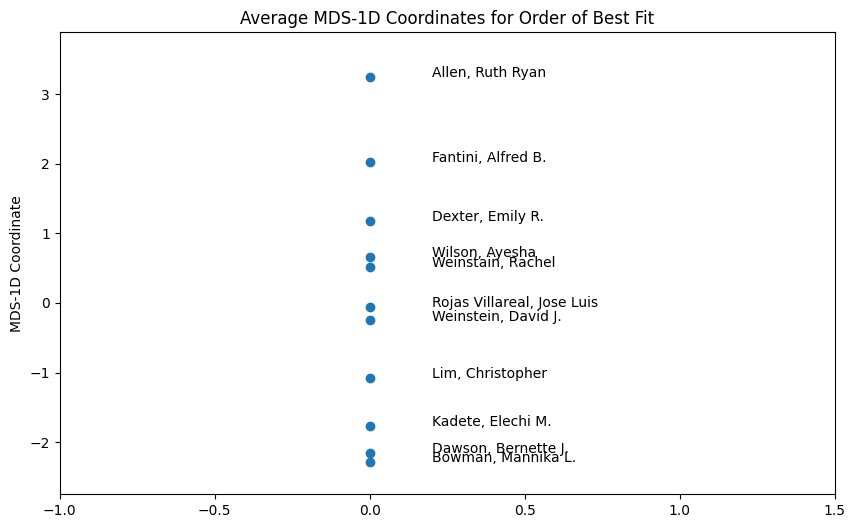 Average MDS-1D Coordinates for Order of Best Fit
Allen, Ruth Ryan
3
Fantini, Alfred B.
2
Dexter, Emily R.
1
Wilson, Ayesha
Weinstain, Rachel
Rojas Villareal, Jose Luis
0
Weinstein, David J.
MDS-1D Coordinate
Lim, Christopher
−1
Kadete, Elechi M.
−2
Dawson, Bernette J.
Bowman, Mannika L.
−1.0 −0.5 0.0 0.5 1.0 1.5